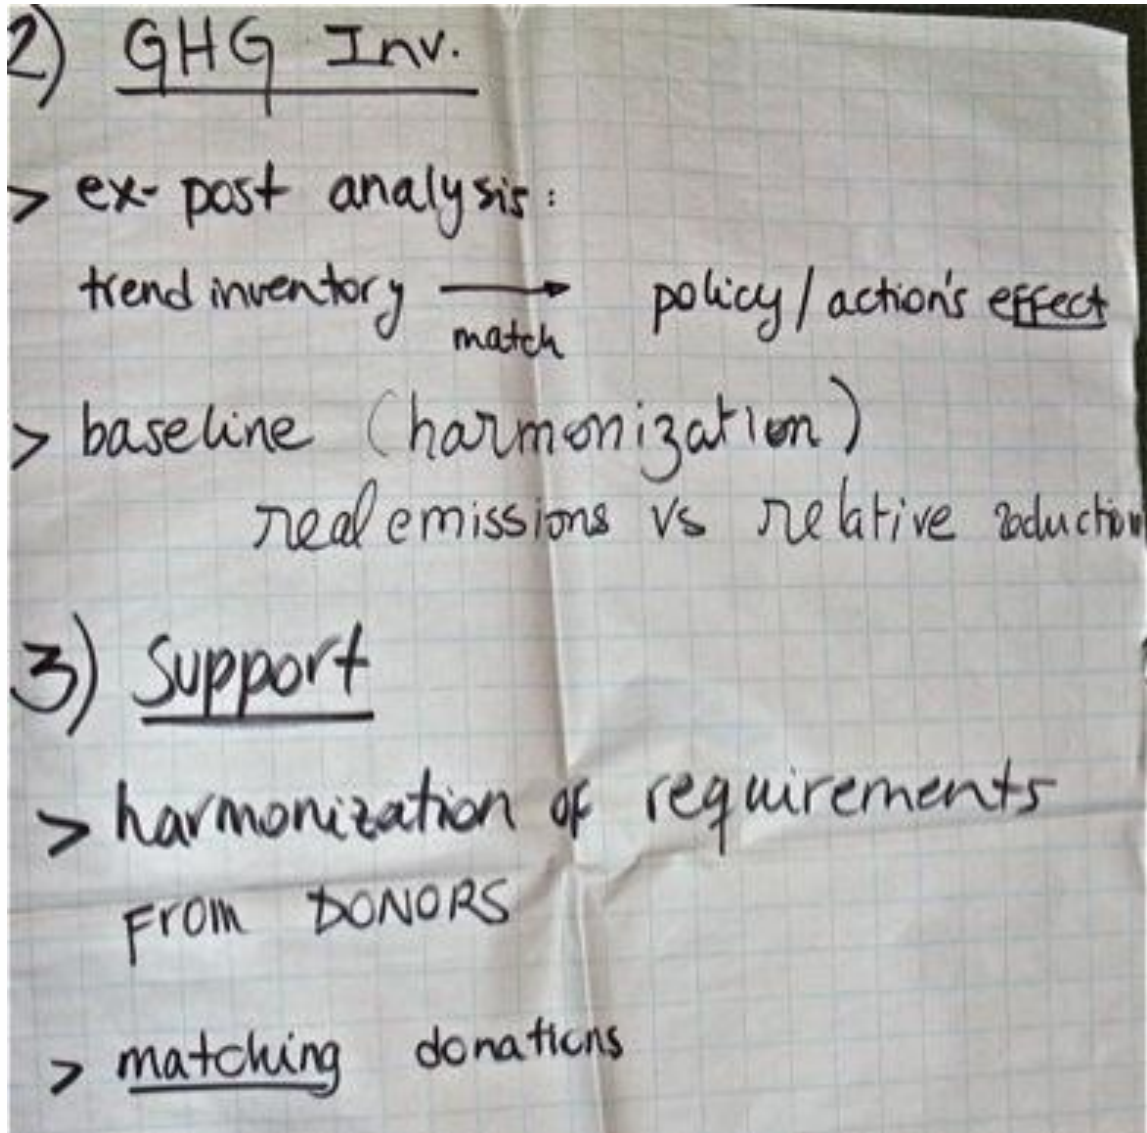 2) GHG Inv.
> ex-post analysis:
trend inventory → policy / action's effect
match
> baseline (harmonization)
real emissions vs relative reduction
3) Support
> harmonization of requirements
From DONORS
> matching donations